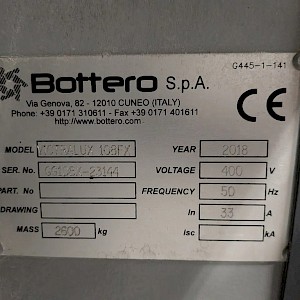 G445-1-141
Bottero S.p.A.
Via Genova, 82 - 12010 CUNEO (ITALY)
Phone: +39 0171 310611 - Fax +39 0171 401611
http://www.bottero.com
CE
MODEL 108FX YEAR 2018
SER. No. VOLTAGE 400 V
PART. No FREQUENCY 50 Hz
DRAWING In 33 A
MASS 2600 kg isc kA